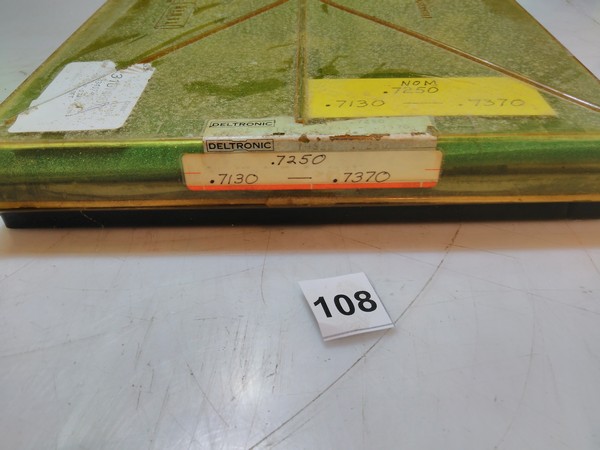 NOM
.7250
.7130 — .7370
DELTRONIC
DELTRONIC
.7250
.7130 — .7370
108